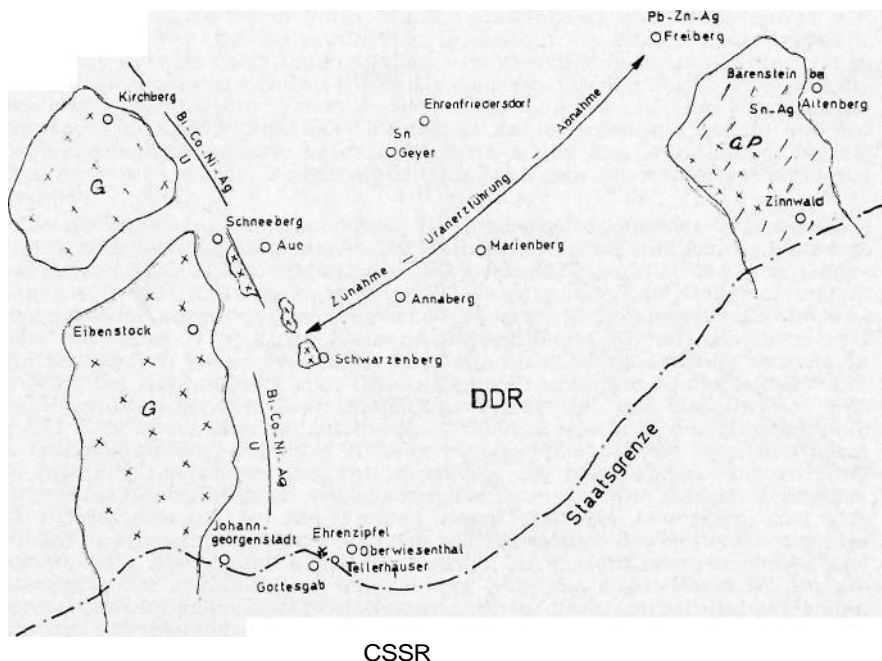 Pb-Zn-Ag
Freiberg
Kirchberg
Bi-Co-Ni-Ag
U
Ehrenfriedersdorf
Sn
Geyer
Abnahme
Uranerzführung
Zunahme
Bärenstein bei
Altenberg
Sn-Ag
GP
Zinnwald
G
Schneeberg
Aue
Marienberg
Annaberg
Eibenstock
Schwarzenberg
G
Bi-Co-Ni-Ag
U
DDR
Staatsgrenze
Johann-
georgenstadt
Ehrenzipfel
Oberwiesenthal
Tellerhäuser
Gottesgab
CSSR